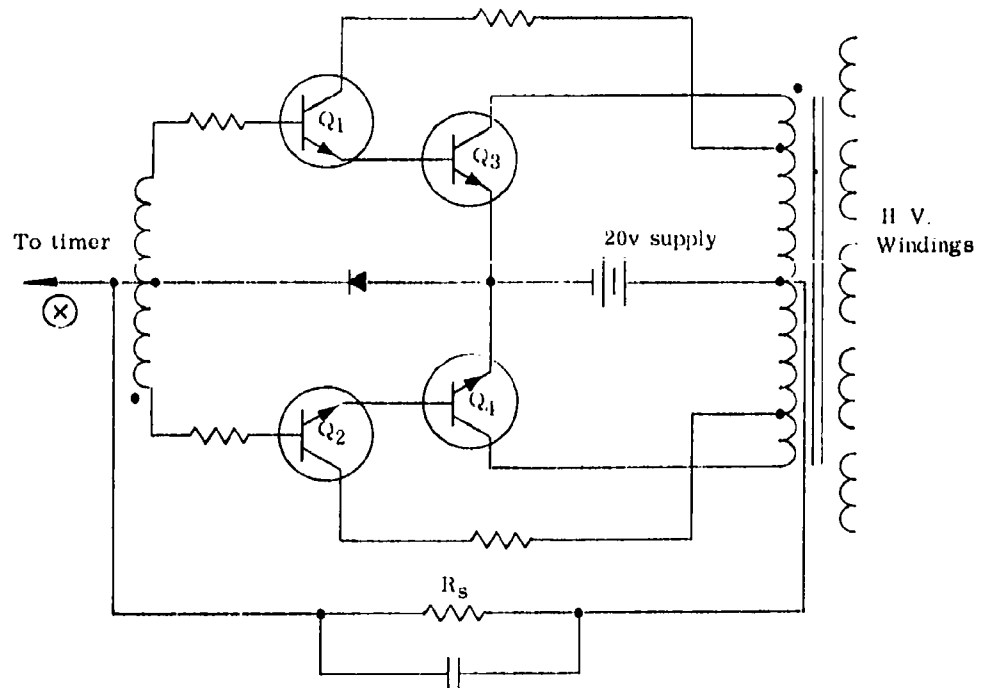 Q1
Q3
To timer
20v supply
H V.
Windings
X
Q4
Q2
Rs